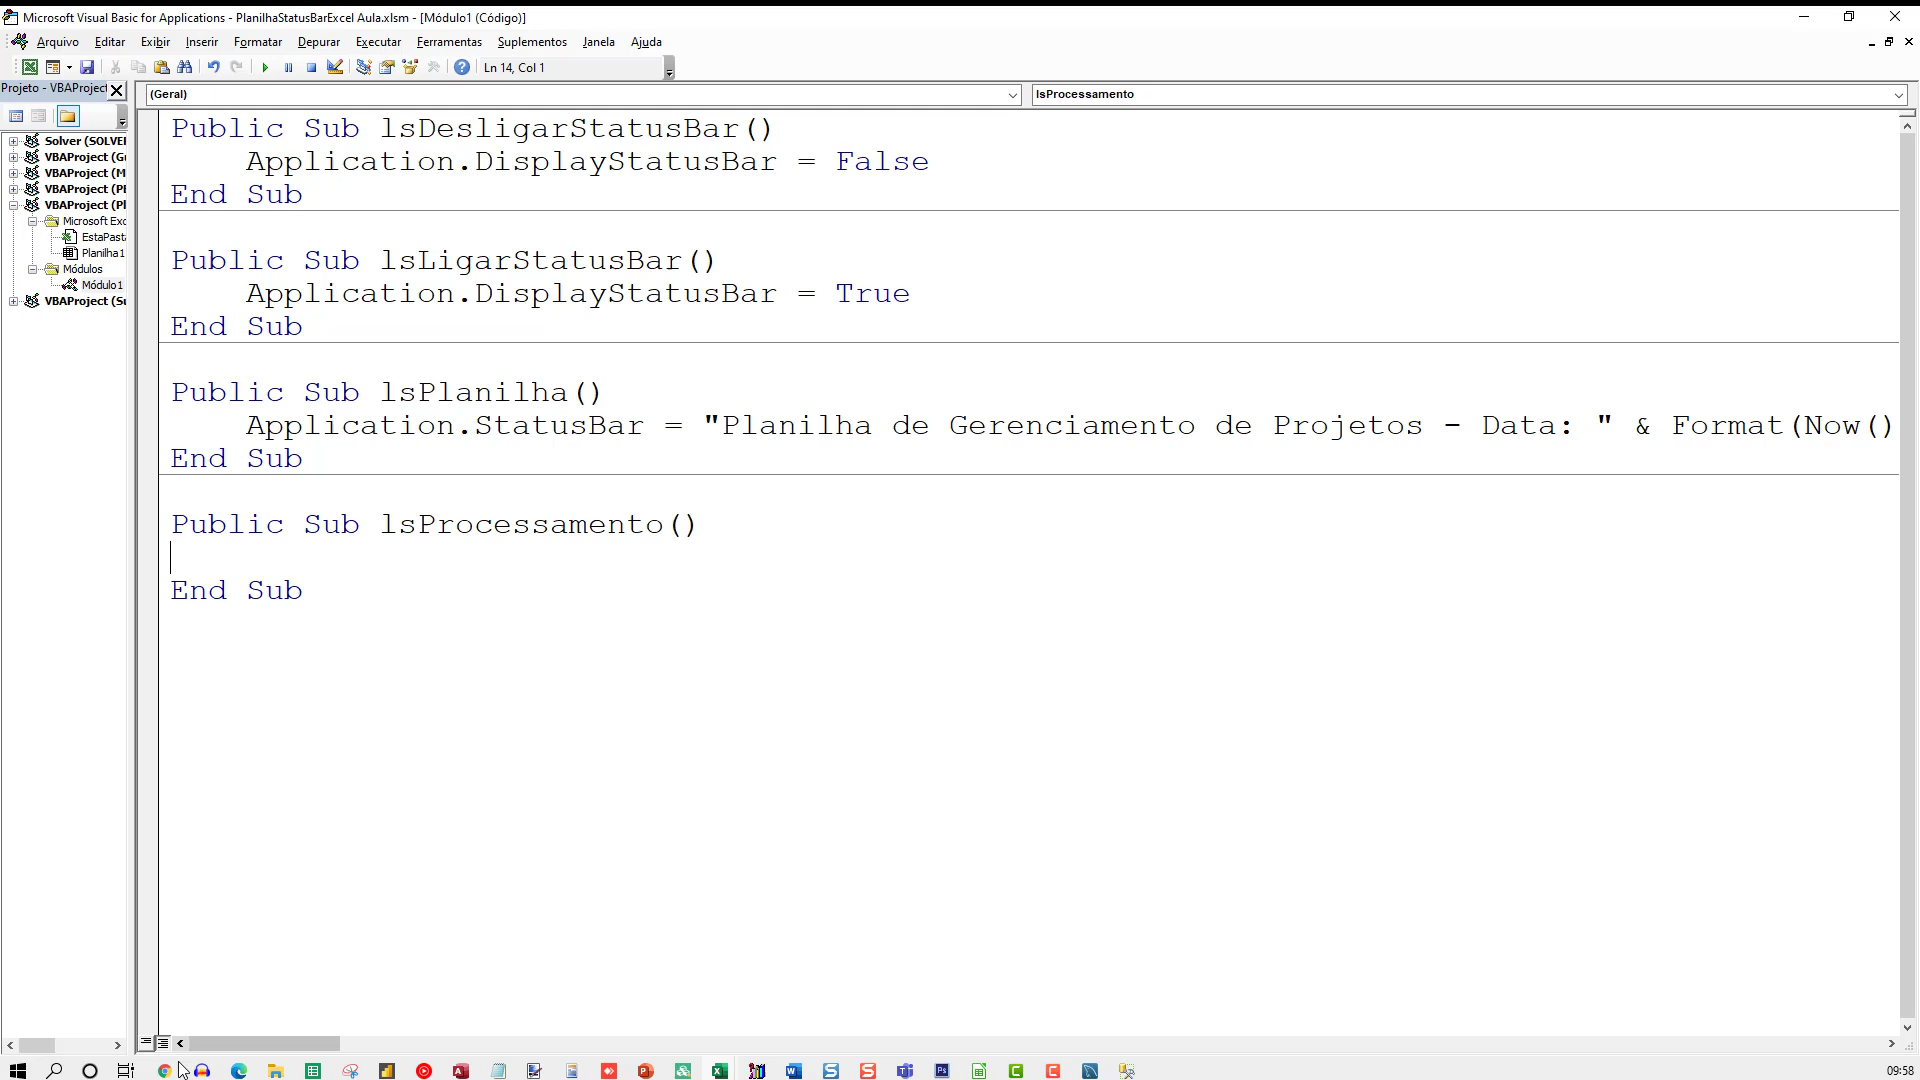 Microsoft Visual Basic for Applications - PlanilhaStatusBarExcel Aula.xlsm - [Módulo1 (Código)]
Arquivo Editar Exibir Inserir Formatar Depurar Executar Ferramentas Suplementos Janela Ajuda
Ln 14, Col 1
Projeto - VBAProject
(Geral) lsProcessamento
Solver (SOLVE
VBAProject (G
VBAProject (M
VBAProject (Pl
VBAProject (Pl
Microsoft Exc
EstaPast
Planilha1
Módulos
Módulo1
VBAProject (Su
Public Sub lsDesligarStatusBar()
Application.DisplayStatusBar = False
End Sub
Public Sub lsLigarStatusBar()
Application.DisplayStatusBar = True
End Sub
Public Sub lsPlanilha()
Application.StatusBar = "Planilha de Gerenciamento de Projetos - Data: " & Format(Now()
End Sub
Public Sub lsProcessamento()
End Sub
09:58